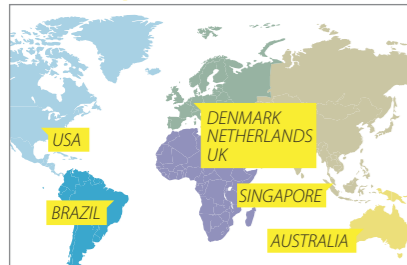 USA
DENMARK
NETHERLANDS
UK
BRAZIL
SINGAPORE
AUSTRALIA